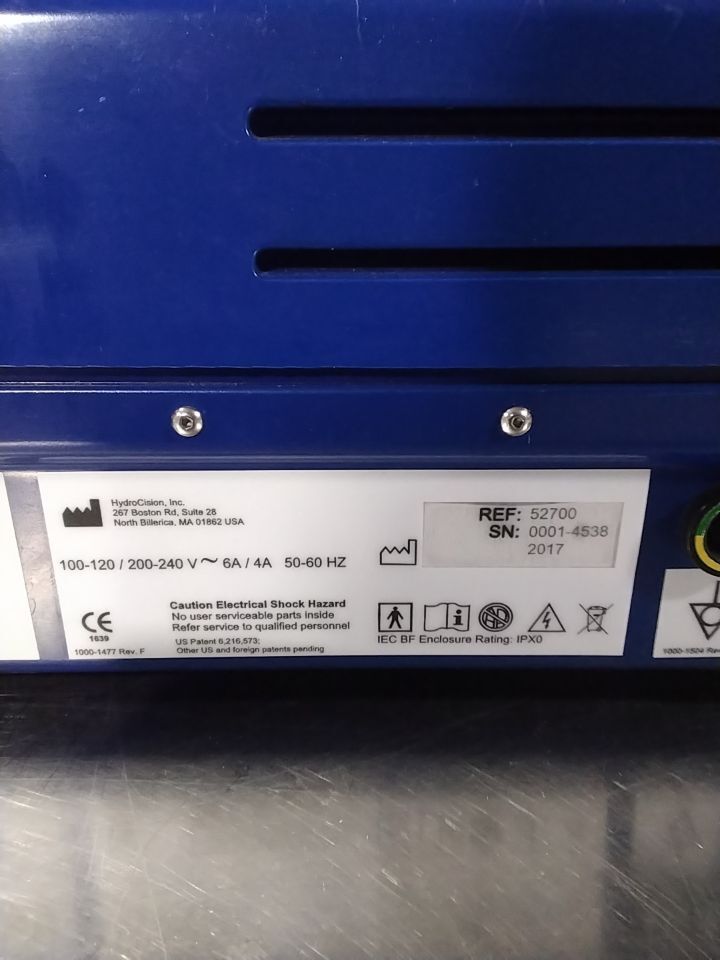 HydroCision, Inc.
267 Boston Rd, Suite 28
North Billerica, MA 01862 USA
REF: 52700
SN: 0001-4538
2017
100-120 / 200-240 V ~ 6A / 4A 50-60 HZ
CE
1639
Caution Electrical Shock Hazard
No user serviceable parts inside
Refer service to qualified personnel
US Patent 6,216,573;
Other US and foreign patents pending
1000-1477 Rev. F
IEC BF Enclosure Rating: IPX0
1000-1504 Rev